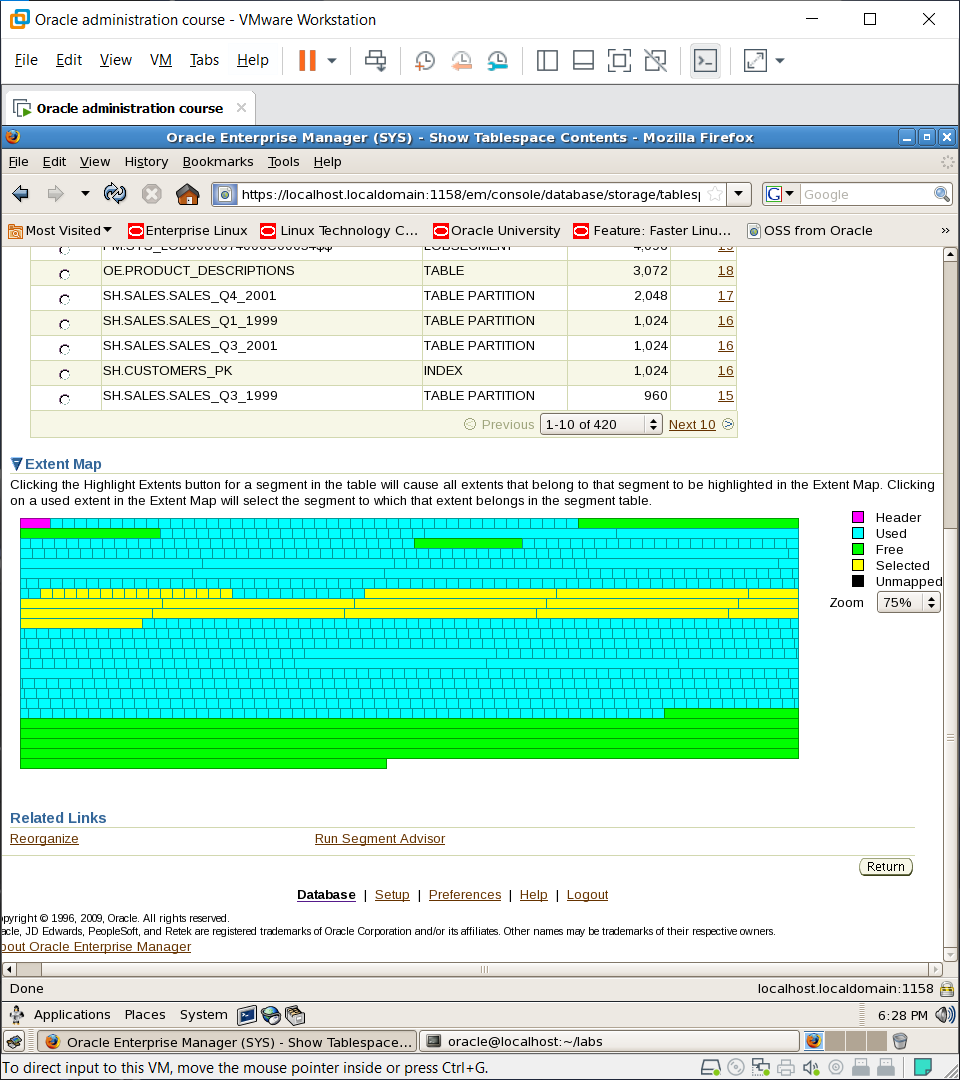 Oracle administration course - VMware Workstation
File Edit View VM Tabs Help
Oracle administration course
Oracle Enterprise Manager (SYS) - Show Tablespace Contents - Mozilla Firefox
File Edit View History Bookmarks Tools Help
https://localhost.localdomain:1158/em/console/database/storage/tablesp
Google
Most Visited Enterprise Linux Linux Technology C... Oracle University Feature: Faster Linu... OSS from Oracle »
OE.PRODUCT_DESCRIPTIONS TABLE 3,072 18
SH.SALES.SALES_Q4_2001 TABLE PARTITION 2,048 17
SH.SALES.SALES_Q1_1999 TABLE PARTITION 1,024 16
SH.SALES.SALES_Q3_2001 TABLE PARTITION 1,024 16
SH.CUSTOMERS_PK INDEX 1,024 16
SH.SALES.SALES_Q3_1999 TABLE PARTITION 960 15
Previous 1-10 of 420 Next 10
Extent Map
Clicking the Highlight Extents button for a segment in the table will cause all extents that belong to that segment to be highlighted in the Extent Map. Clicking
on a used extent in the Extent Map will select the segment to which that extent belongs in the segment table.
Header
Used
Free
Selected
Unmapped
Zoom 75%
Related Links
Reorganize Run Segment Advisor
Return
Database | Setup | Preferences | Help | Logout
pyright © 1996, 2009, Oracle. All rights reserved.
acle, JD Edwards, PeopleSoft, and Retek are registered trademarks of Oracle Corporation and/or its affiliates. Other names may be trademarks of their respective owners.
bout Oracle Enterprise Manager
Done localhost.localdomain:1158
Applications Places System 6:28 PM
Oracle Enterprise Manager (SYS) - Show Tablespace... oracle@localhost:~/labs
To direct input to this VM, move the mouse pointer inside or press Ctrl+G.